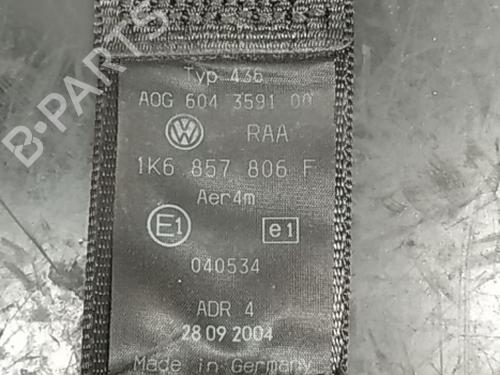 Typ 436
AOG 604 3591 00
VW RAA
1K6 857 806 F
Aer4m
E1 e1
040534
ADR 4
28 09 2004
Made in Germany
B-PARTS